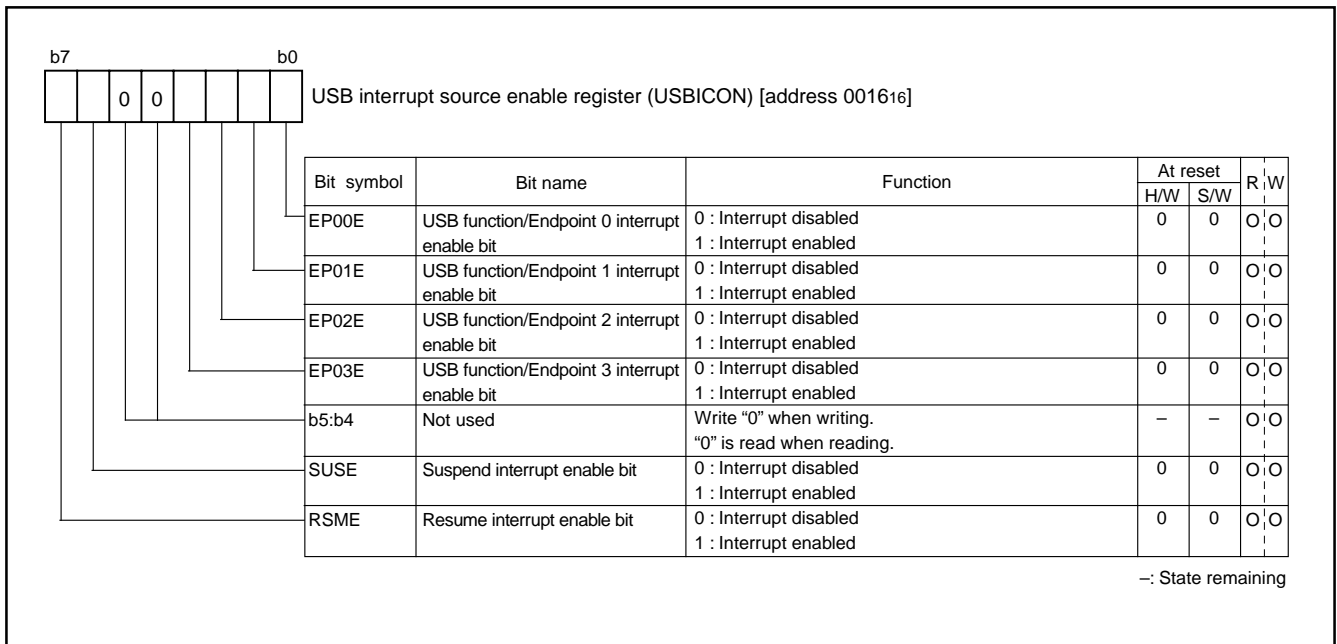 b7 b0
0 0 USB interrupt source enable register (USBICON) [address 001616]
Bit symbol Bit name Function At reset R W
H/W S/W
EP00E USB function/Endpoint 0 interrupt 0 : Interrupt disabled 0 0 O O
enable bit 1 : Interrupt enabled
EP01E USB function/Endpoint 1 interrupt 0 : Interrupt disabled 0 0 O O
enable bit 1 : Interrupt enabled
EP02E USB function/Endpoint 2 interrupt 0 : Interrupt disabled 0 0 O O
enable bit 1 : Interrupt enabled
EP03E USB function/Endpoint 3 interrupt 0 : Interrupt disabled 0 0 O O
enable bit 1 : Interrupt enabled
b5:b4 Not used Write “0” when writing. – – O O
“0” is read when reading.
SUSE Suspend interrupt enable bit 0 : Interrupt disabled 0 0 O O
1 : Interrupt enabled
RSME Resume interrupt enable bit 0 : Interrupt disabled 0 0 O O
1 : Interrupt enabled
–: State remaining